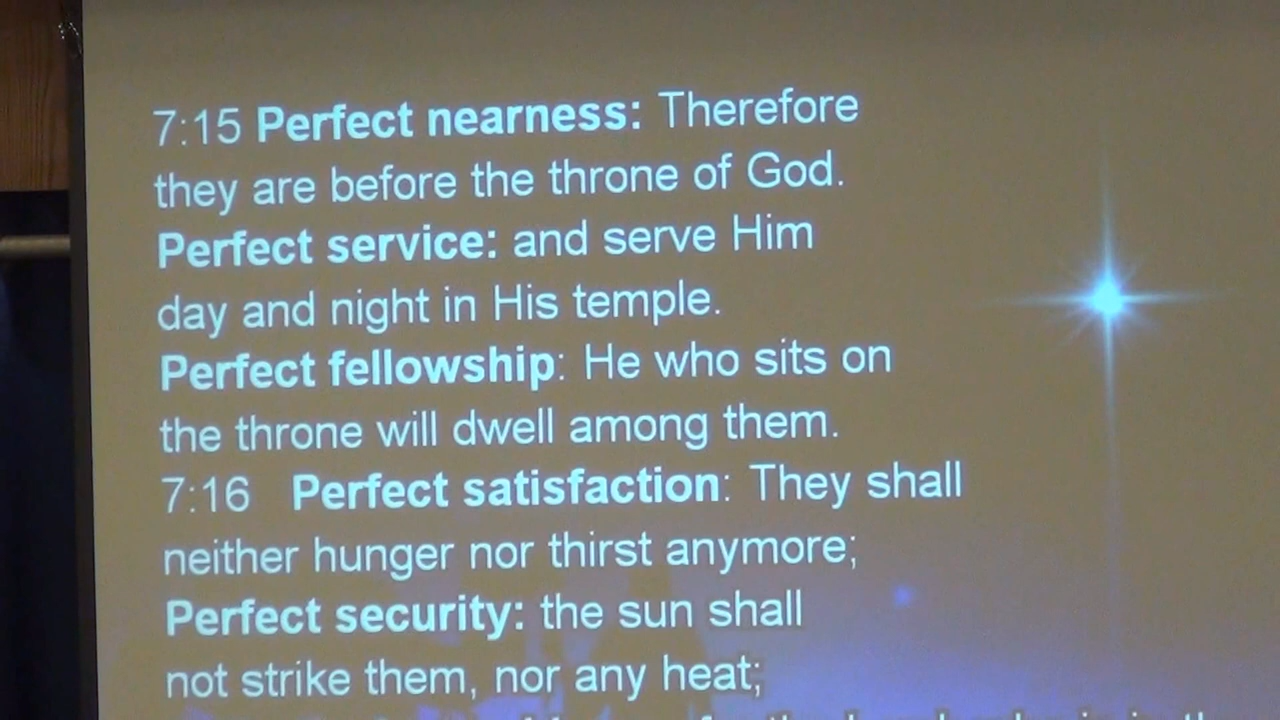 7:15 Perfect nearness: Therefore
they are before the throne of God.
Perfect service: and serve Him
day and night in His temple.
Perfect fellowship: He who sits on
the throne will dwell among them.
7:16 Perfect satisfaction: They shall
neither hunger nor thirst anymore;
Perfect security: the sun shall
not strike them, nor any heat;